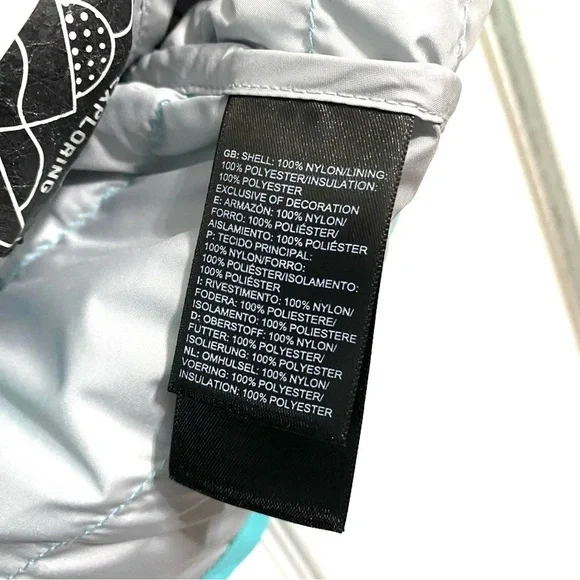 EXPLORING
GB: SHELL: 100% NYLON/LINING:
100% POLYESTER/INSULATION:
100% POLYESTER
EXCLUSIVE OF DECORATION
E: ARMAZÓN: 100% NYLON/
FORRO: 100% POLIÉSTER/
AISLAMIENTO: 100% POLIÉSTER
P: TECIDO PRINCIPAL:
100% NYLON/FORRO:
100% POLIÉSTER/ISOLAMENTO:
100% POLIÉSTER
I: RIVESTIMENTO: 100% NYLON/
FODERA: 100% POLIESTERE/
ISOLAMENTO: 100% POLIESTERE
D: OBERSTOFF: 100% NYLON/
FUTTER: 100% POLYESTER/
ISOLIERUNG: 100% POLYESTER
NL: OMHULSEL: 100% NYLON/
VOERING: 100% POLYESTER/
INSULATION: 100% POLYESTER